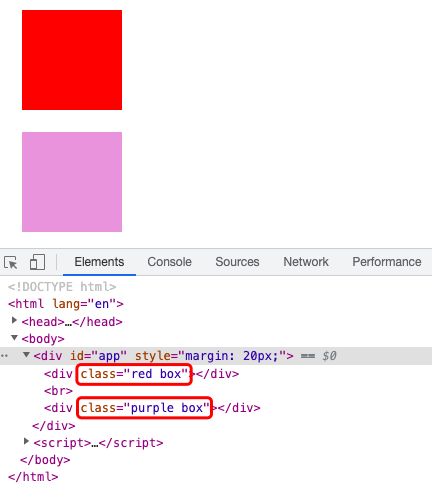 Elements Console Sources Network Performance
<!DOCTYPE html>
<html lang="en">
<head>…</head>
<body>
<div id="app" style="margin: 20px;"> == $0
<div class="red box"></div>
<br>
<div class="purple box"></div>
</div>
<script>…</script>
</body>
</html>